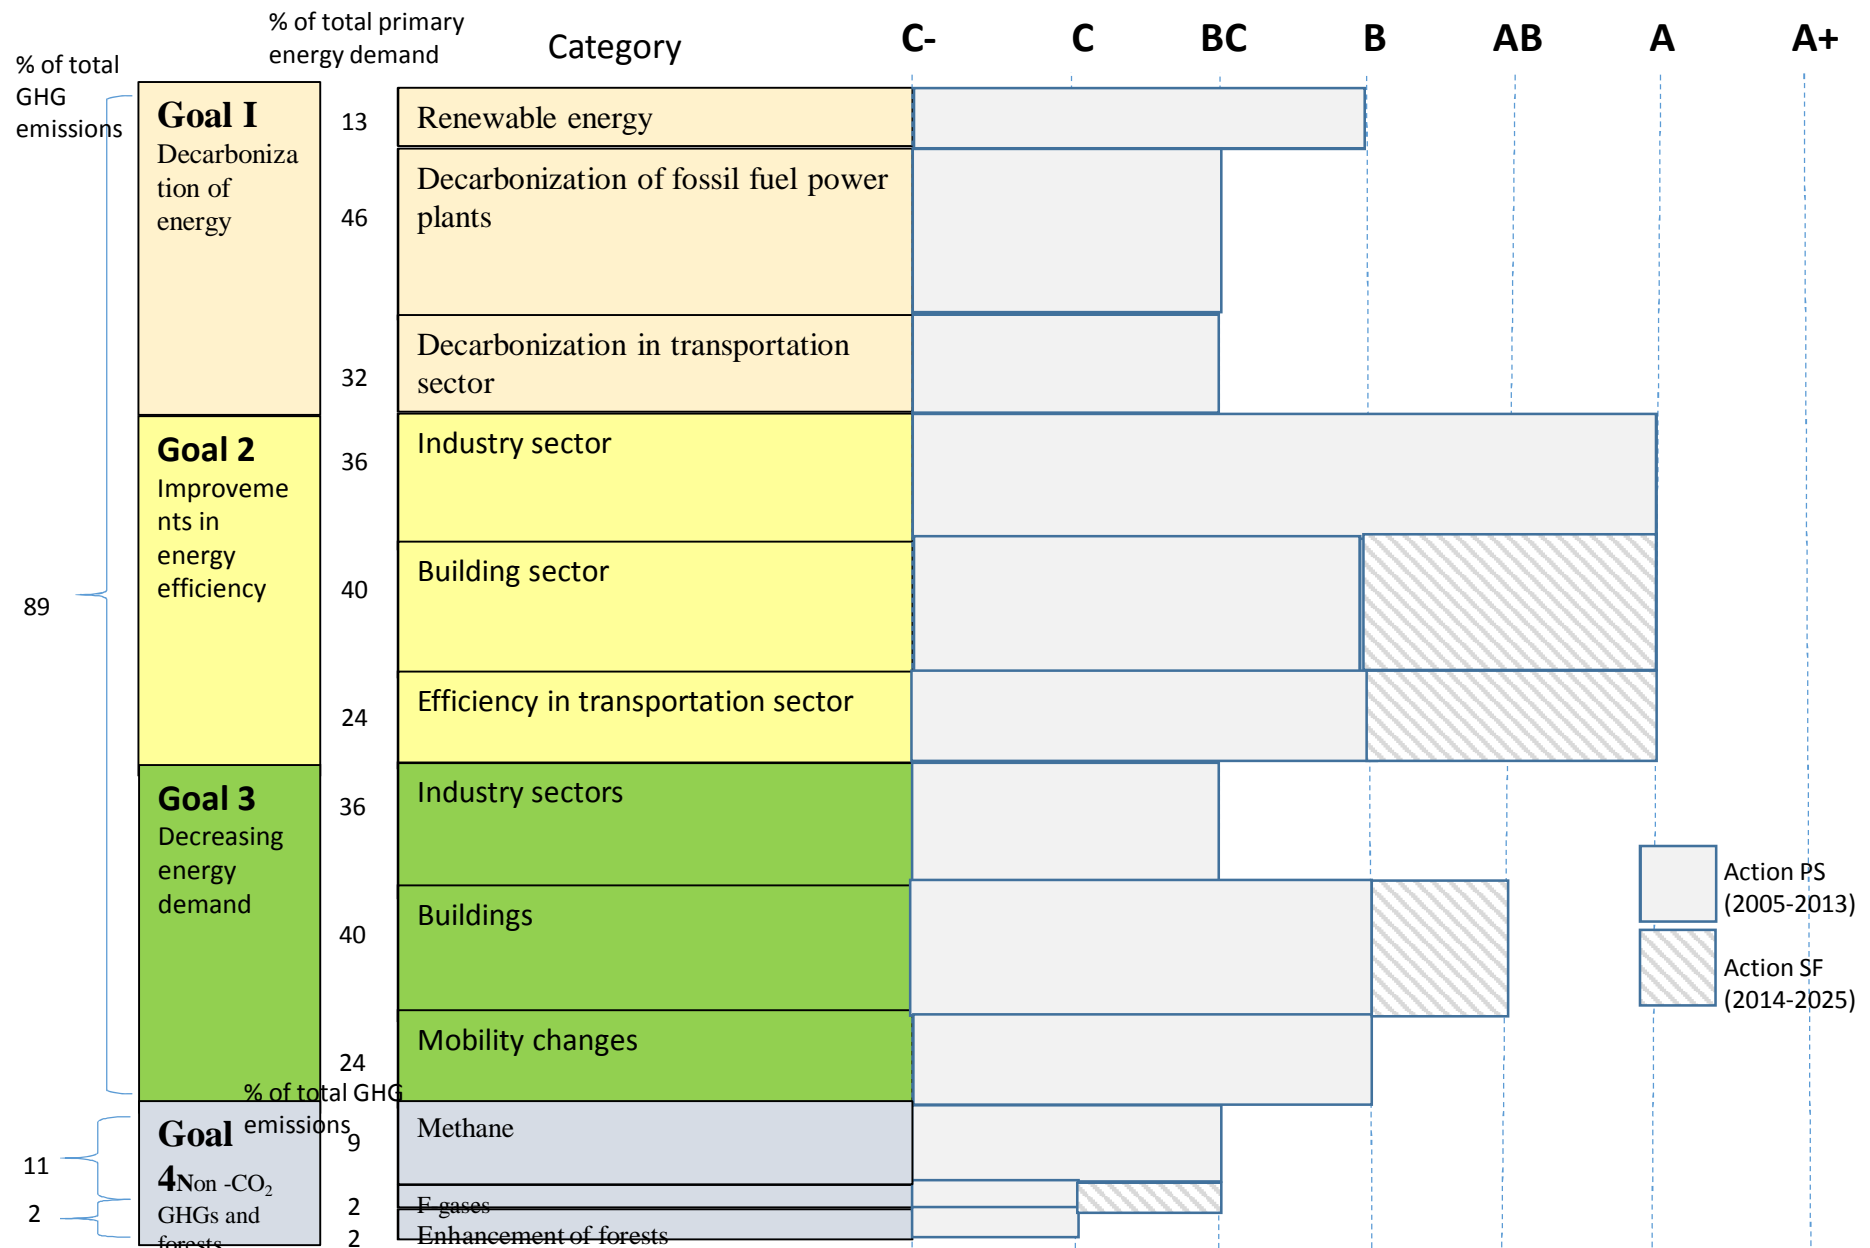 % of total primary
energy demand
Category
C-
C
BC
B
AB
A
A+
% of total
GHG
emissions
Goal I
Decarboniza
tion of
energy
13
Renewable energy
46
Decarbonization of fossil fuel power
plants
32
Decarbonization in transportation
sector
Goal 2
Improveme
nts in
energy
efficiency
36
Industry sector
40
Building sector
24
Efficiency in transportation sector
89
Goal 3
Decreasing
energy
demand
36
Industry sectors
40
Buildings
24
Mobility changes
Action PS
(2005-2013)
Action SF
(2014-2025)
% of total GHG
emissions
Goal
4Non -CO₂
GHGs and
forests
9
Methane
2
F-gases
2
Enhancement of forests
11
2